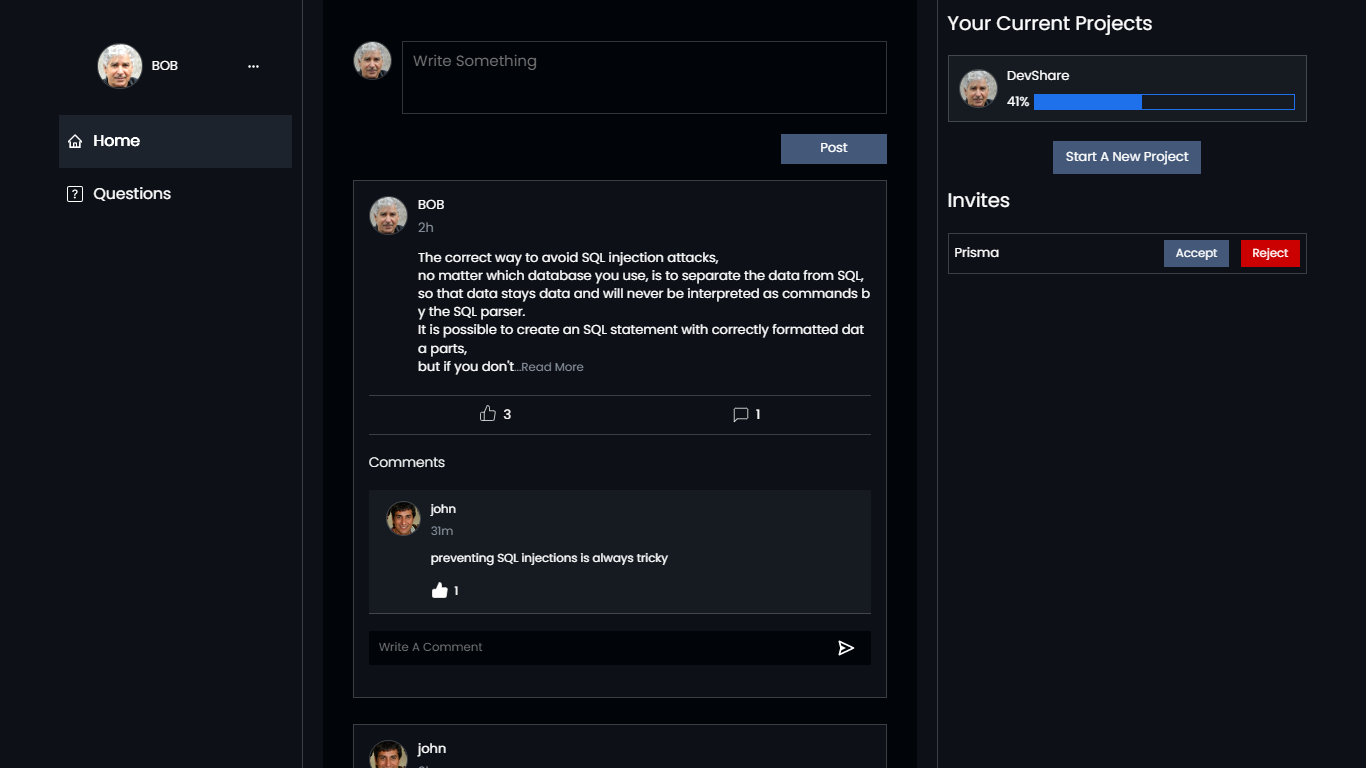 BOB
...
Home
Questions
Write Something
Post
BOB
2h
The correct way to avoid SQL injection attacks,
no matter which database you use, is to separate the data from SQL,
so that data stays data and will never be interpreted as commands b
y the SQL parser.
It is possible to create an SQL statement with correctly formatted dat
a parts,
but if you don't...Read More
3
1
Comments
john
31m
preventing SQL injections is always tricky
1
Write A Comment
john
Your Current Projects
DevShare
41%
Start A New Project
Invites
Prisma
Accept
Reject